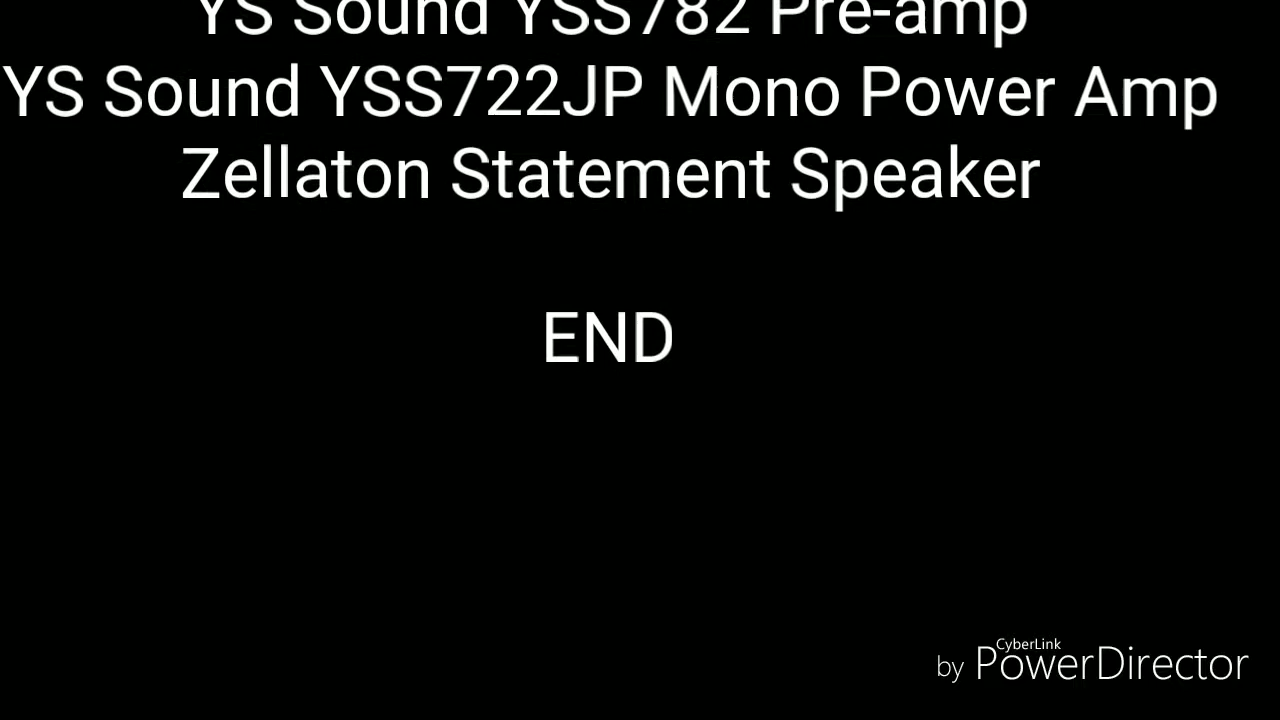 YS Sound YSS782 Pre-amp
YS Sound YSS722JP Mono Power Amp
Zellaton Statement Speaker
END
CyberLink
by PowerDirector